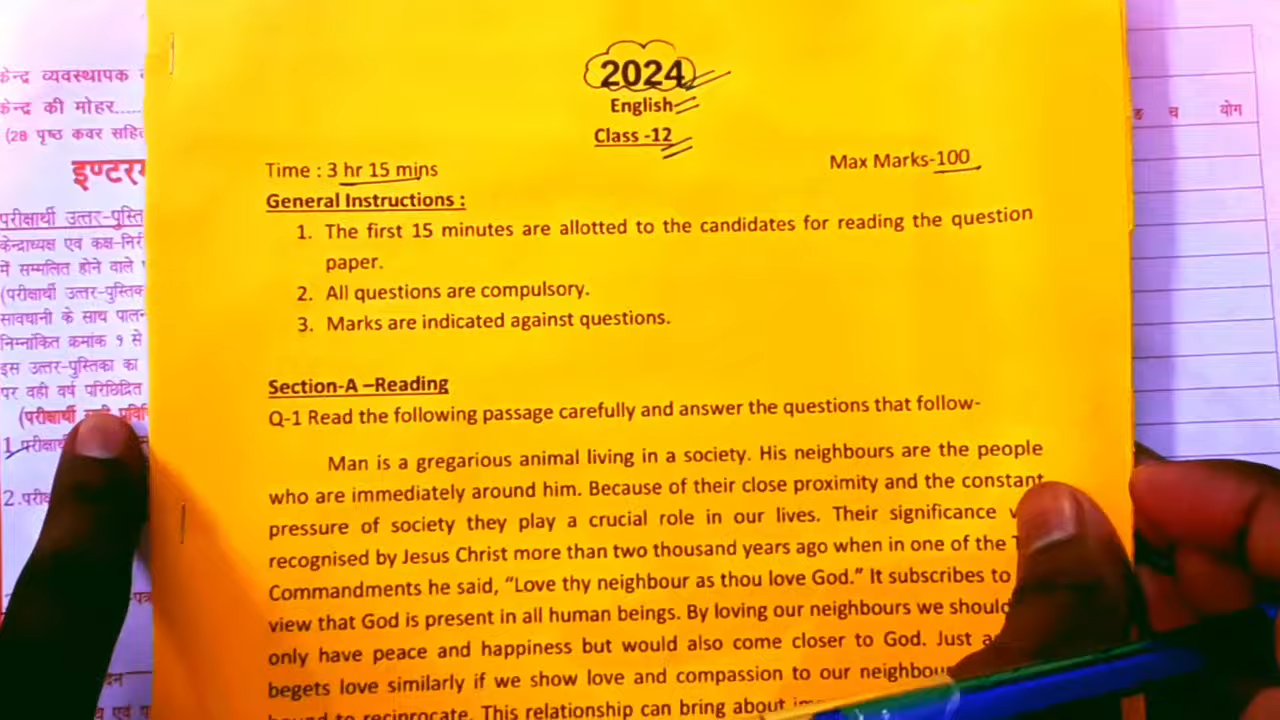 केन्द्र व्यवस्थापक
केन्द्र की मोहर.....
(28 पृष्ठ कवर सहित
इण्टरम
परीक्षार्थी उत्तर-पुस्ति
केन्द्राध्यक्ष एवं कक्ष-निरी
में सम्मलित होने वाले
(परीक्षार्थी उत्तर-पुस्तिक
सावधानी के साथ पालन
निम्नांकित क्रमांक १ से
इस उत्तर-पुस्तिका का
पर वही वर्ष परिछिद्रित
(परीक्षार्थी
1 परीक्षार्थ
2.परीक्ष
च योग
2024
English
Class -12
Time : 3 hr 15 mins Max Marks-100
General Instructions :
1. The first 15 minutes are allotted to the candidates for reading the question
paper.
2. All questions are compulsory.
3. Marks are indicated against questions.
Section-A –Reading
Q-1 Read the following passage carefully and answer the questions that follow-
Man is a gregarious animal living in a society. His neighbours are the people
who are immediately around him. Because of their close proximity and the constant
pressure of society they play a crucial role in our lives. Their significance
recognised by Jesus Christ more than two thousand years ago when in one of the
Commandments he said, “Love thy neighbour as thou love God.” It subscribes to
view that God is present in all human beings. By loving our neighbours we should
only have peace and happiness but would also come closer to God. Just
begets love similarly if we show love and compassion to our neighbou
to reciprocate. This relationship can bring about